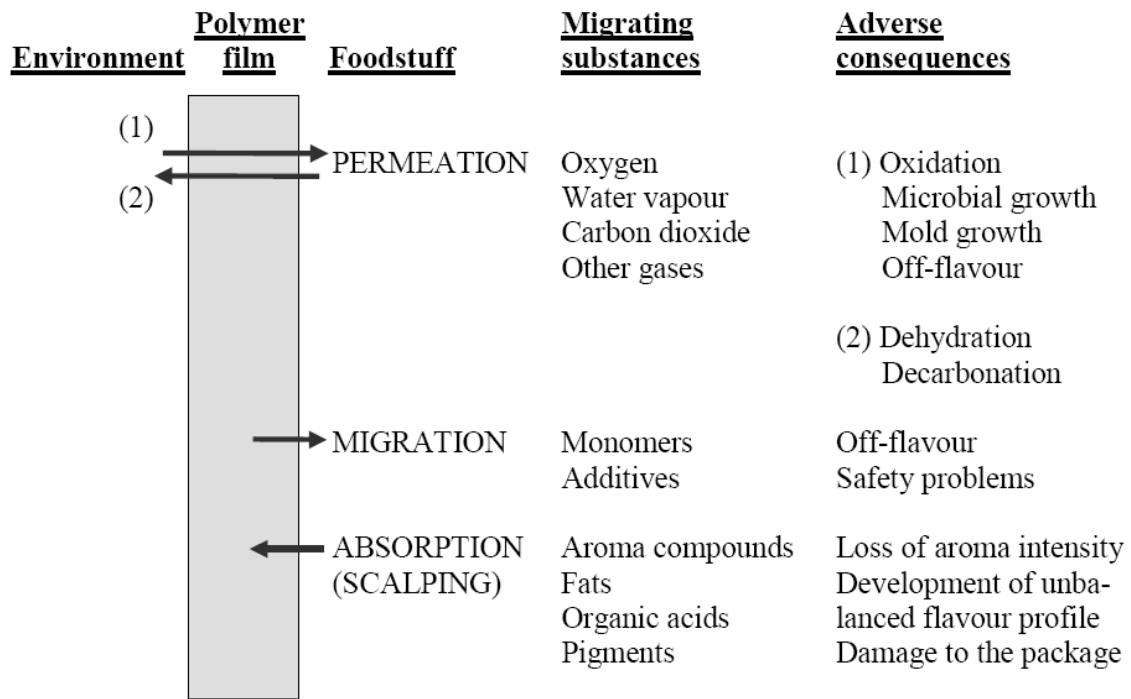 Environment Polymer film Foodstuff Migrating substances Adverse consequences
(1)
(2)
PERMEATION Oxygen (1) Oxidation
Water vapour Microbial growth
Carbon dioxide Mold growth
Other gases Off-flavour
(2) Dehydration
Decarbonation
MIGRATION Monomers Off-flavour
Additives Safety problems
ABSORPTION Aroma compounds Loss of aroma intensity
(SCALPING) Fats Development of unba-
Organic acids lanced flavour profile
Pigments Damage to the package